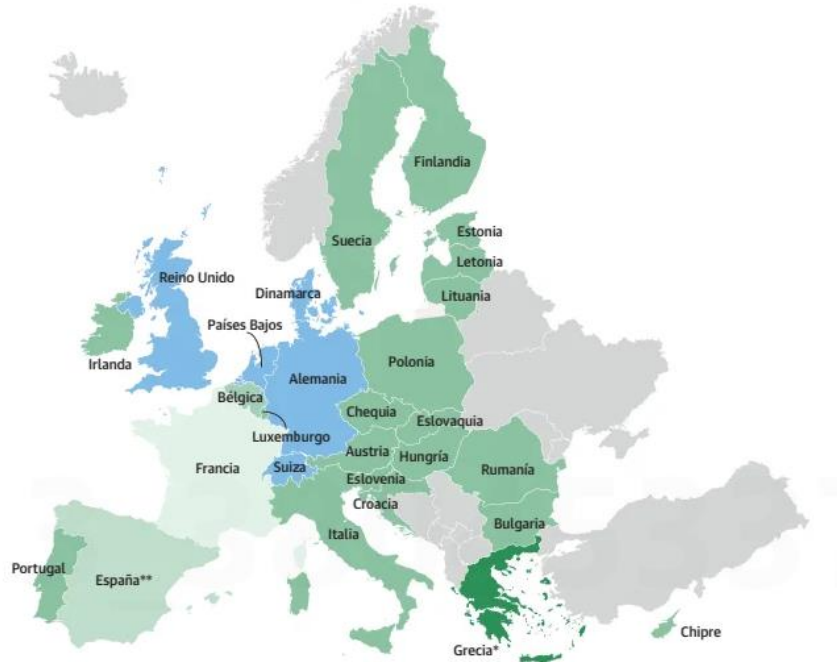 Finlandia
Suecia
Estonia
Letonia
Lituania
Reino Unido
Dinamarca
Países Bajos
Irlanda
Polonia
Alemania
Bélgica
Chequia
Eslovaquia
Luxemburgo
Austria
Hungría
Francia
Suiza
Rumanía
Eslovenia
Croacia
Bulgaria
Italia
Portugal
España**
Chipre
Grecia*